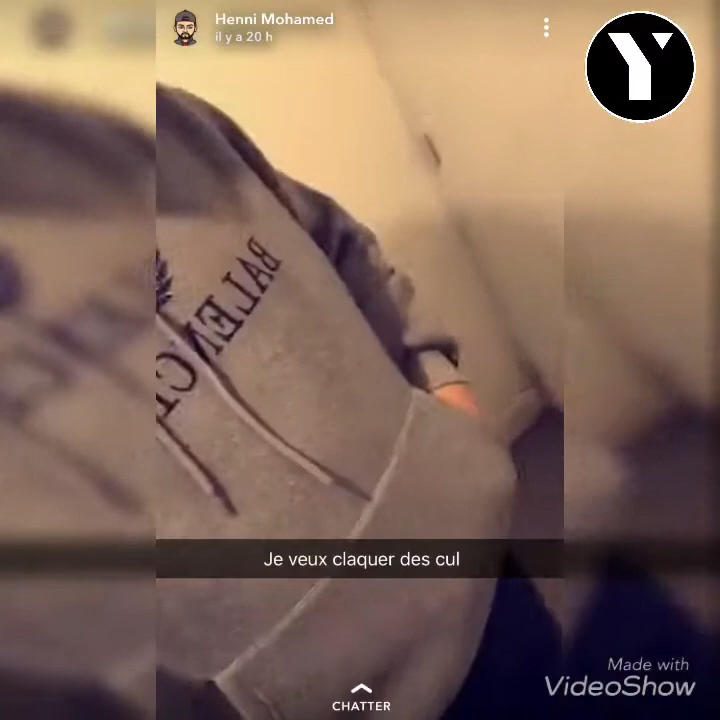 Henni Mohamed
il y a 20 h
Y
BALENCI
Je veux claquer des cul
Made with
VideoShow
CHATTER